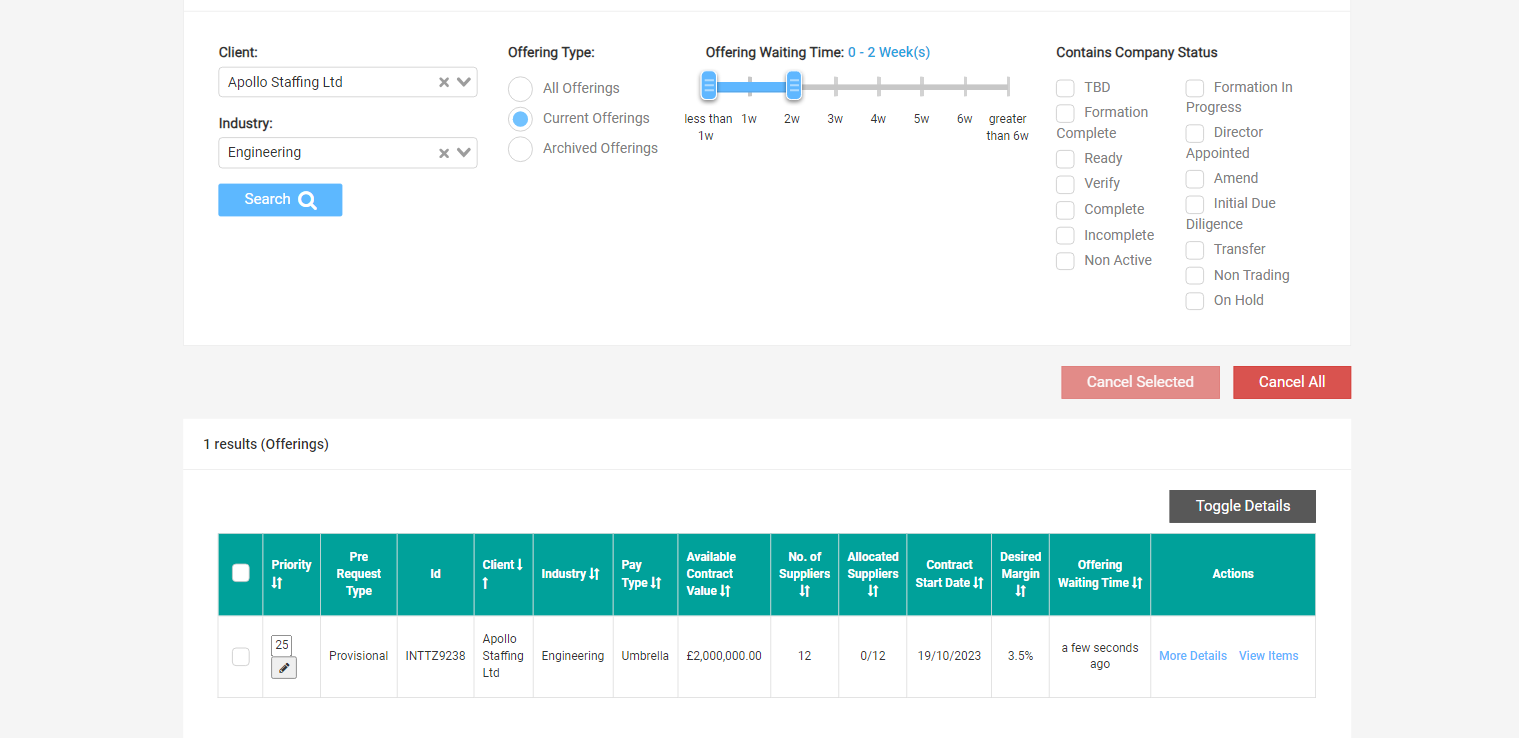 Client:
Apollo Staffing Ltd
Industry:
Engineering
Search
Offering Type:
All Offerings
Current Offerings
Archived Offerings
Offering Waiting Time: 0 - 2 Week(s)
less than
1w
1w
2w
3w
4w
5w
6w
greater
than 6w
Contains Company Status
TBD
Formation
Complete
Ready
Verify
Complete
Incomplete
Non Active
Formation In
Progress
Director
Appointed
Amend
Initial Due
Diligence
Transfer
Non Trading
On Hold
Cancel Selected
Cancel All
1 results (Offerings)
Toggle Details
Priority
Pre
Request
Type
Id
Client
Industry
Pay
Type
Available
Contract
Value
No. of
Suppliers
Allocated
Suppliers
Contract
Start Date
Desired
Margin
Offering
Waiting Time
Actions
25
Provisional
INTTZ9238
Apollo
Staffing
Ltd
Engineering
Umbrella
£2,000,000.00
12
0/12
19/10/2023
3.5%
a few seconds
ago
More Details
View Items